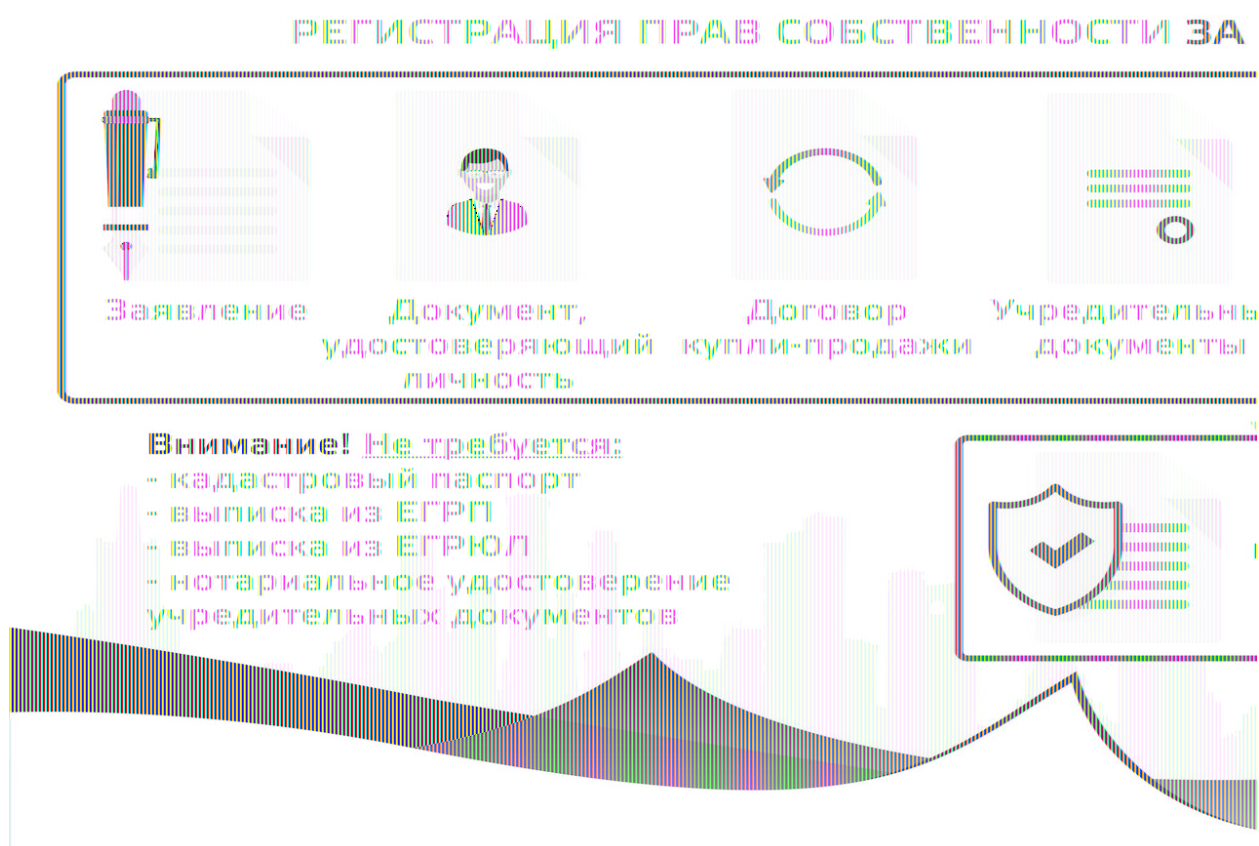 РЕГИСТРАЦИЯ ПРАВ СОБСТВЕННОСТИ ЗА
Заявление
Документ,
удостоверяющий
личность
Договор
купли-продажи
Учредительны
документы
Внимание! Не требуется:
- кадастровый паспорт
- выписка из ЕГРП
- выписка из ЕГРЮЛ
- нотариальное удостоверение
учредительных документов